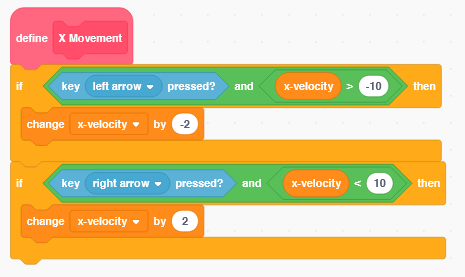 define X Movement
if key left arrow pressed? and x-velocity > -10 then
change x-velocity by -2
if key right arrow pressed? and x-velocity < 10 then
change x-velocity by 2